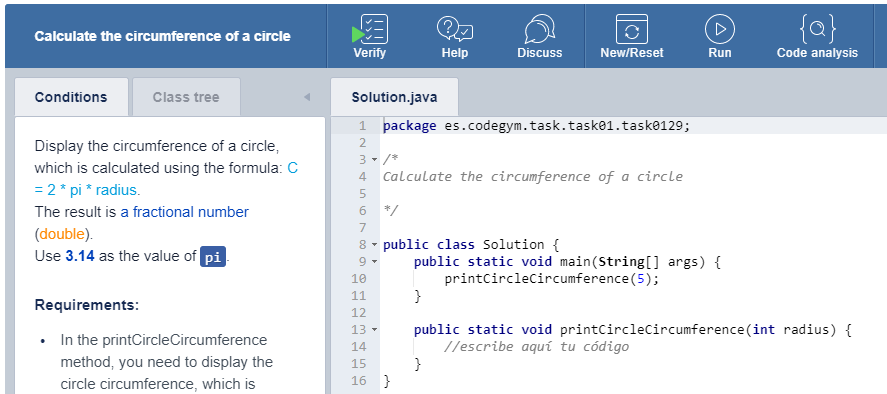 Calculate the circumference of a circle
Verify
Help
Discuss
New/Reset
Run
Code analysis
Conditions
Class tree
Display the circumference of a circle,
which is calculated using the formula: C
= 2 * pi * radius.
The result is a fractional number
(double).
Use 3.14 as the value of pi.
Requirements:
• In the printCircleCircumference
method, you need to display the
circle circumference, which is
Solution.java
1 package es.codegym.task.task01.task0129;
2
3 /*
4 Calculate the circumference of a circle
5
6 */
7
8 public class Solution {
9     public static void main(String[] args) {
10         printCircleCircumference(5);
11     }
12
13     public static void printCircleCircumference(int radius) {
14         //escribe aquí tu código
15     }
16 }